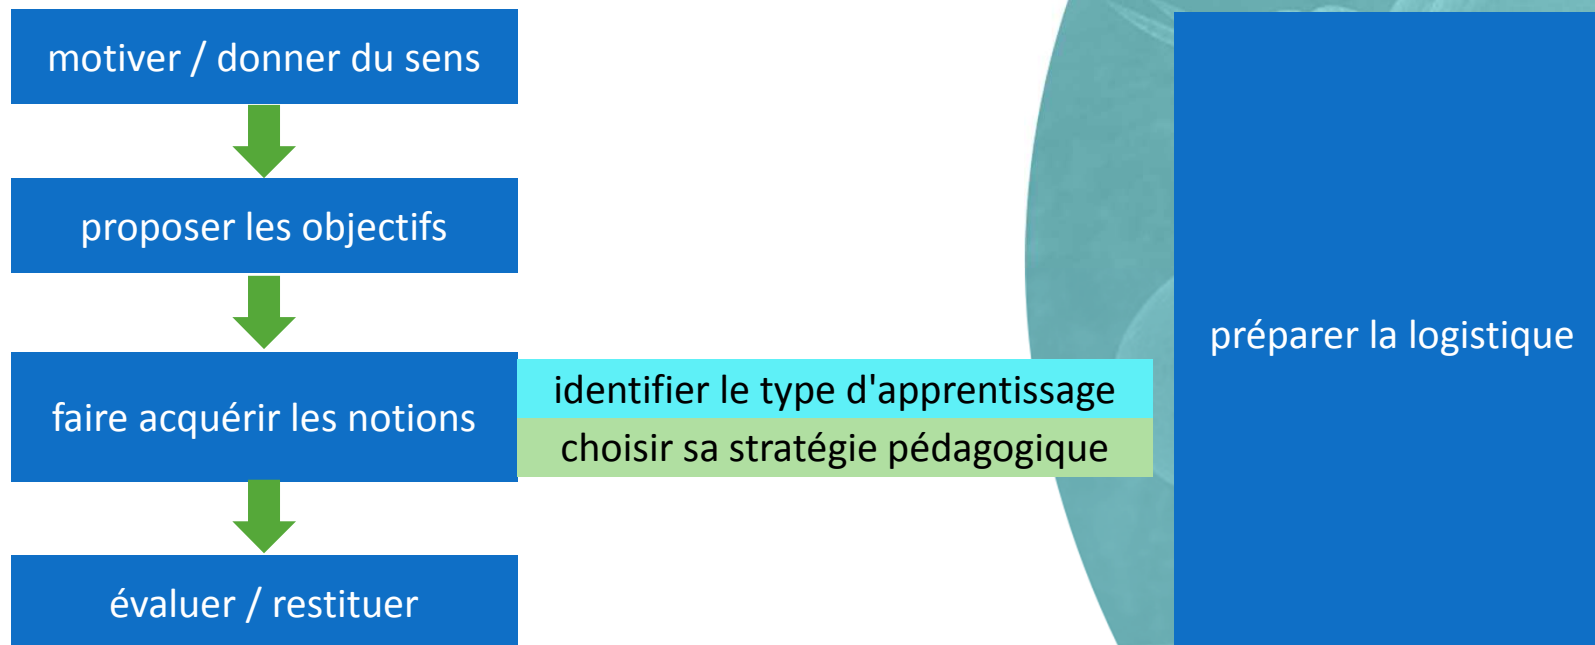 motiver / donner du sens
proposer les objectifs
faire acquérir les notions
identifier le type d'apprentissage
choisir sa stratégie pédagogique
évaluer / restituer
préparer la logistique